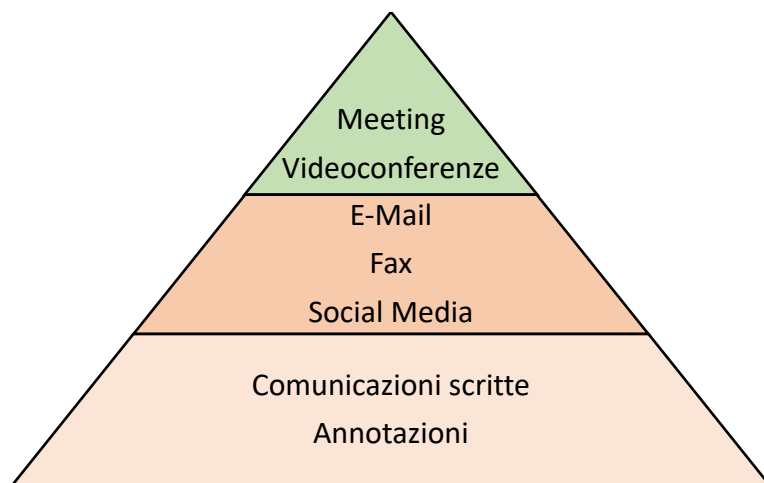 Meeting
Videoconferenze
E-Mail
Fax
Social Media
Comunicazioni scritte
Annotazioni